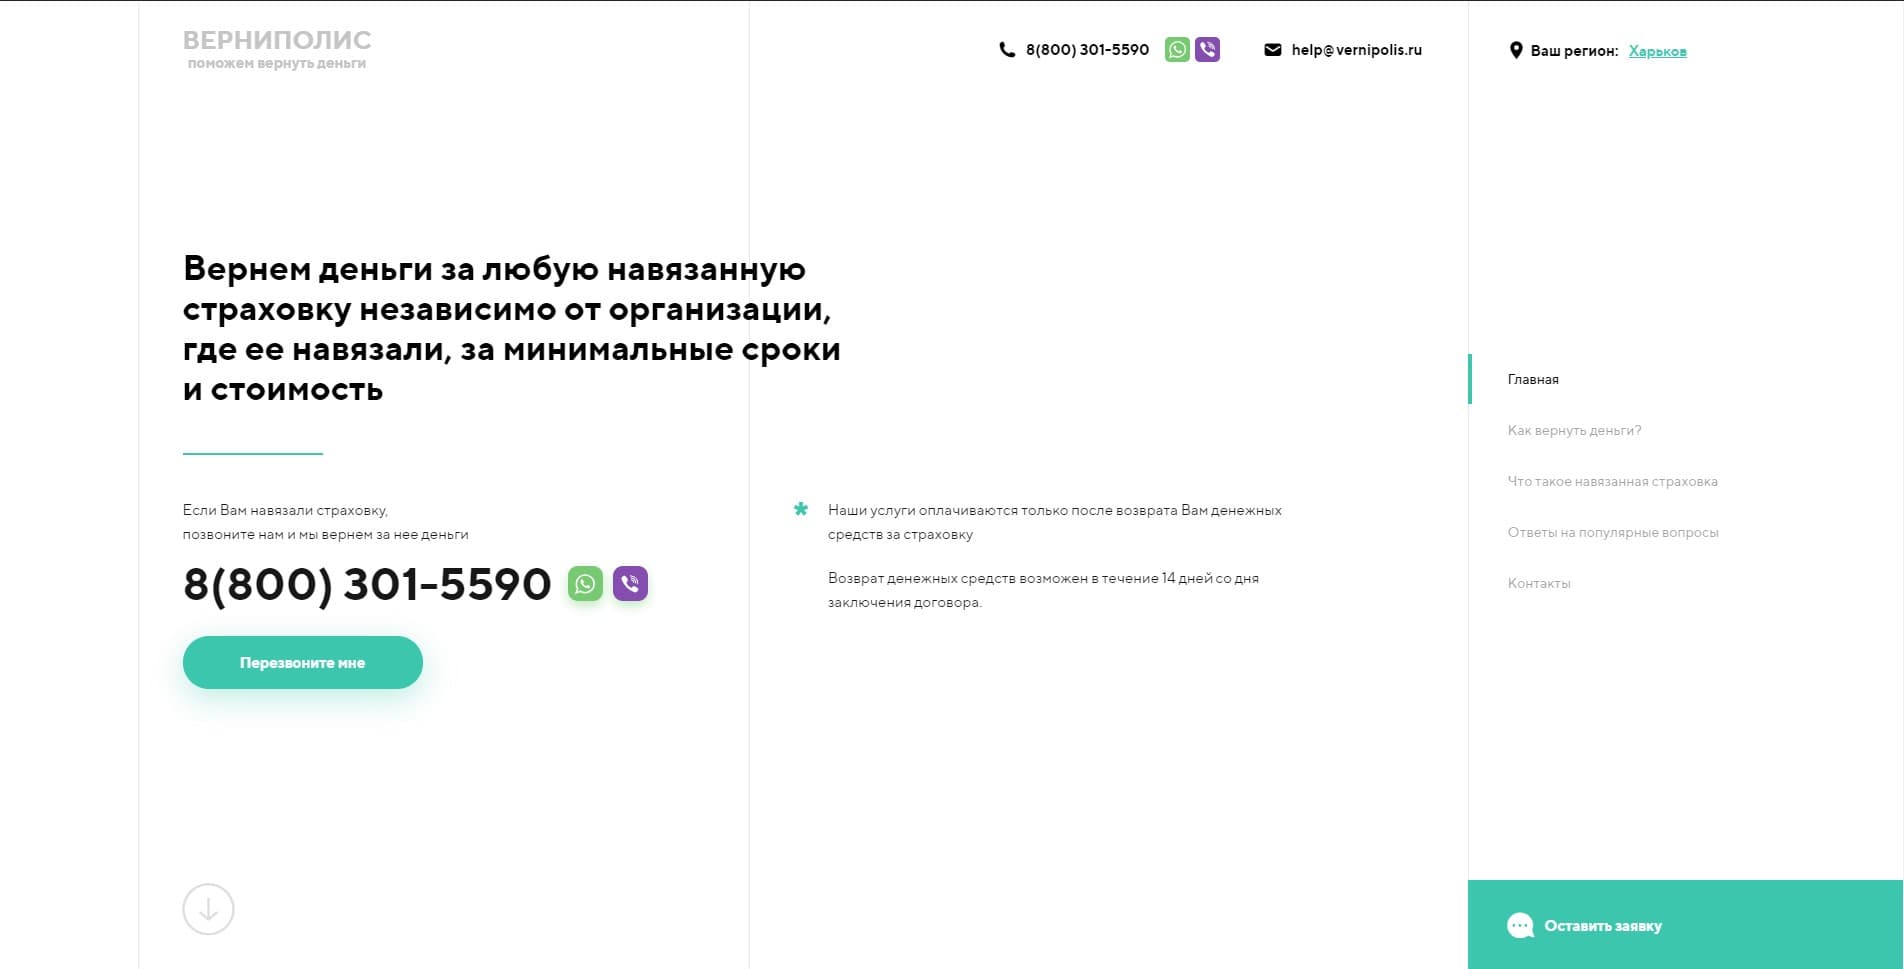 ВЕРНИПОЛИС
поможем вернуть деньги
8(800) 301-5590
help@vernipolis.ru
Ваш регион: Харьков
Вернем деньги за любую навязанную
страховку независимо от организации,
где ее навязали, за минимальные сроки
и стоимость
Если Вам навязали страховку,
позвоните нам и мы вернем за нее деньги
8(800) 301-5590
Перезвоните мне
* Наши услуги оплачиваются только после возврата Вам денежных
средств за страховку
Возврат денежных средств возможен в течение 14 дней со дня
заключения договора.
Главная
Как вернуть деньги?
Что такое навязанная страховка
Ответы на популярные вопросы
Контакты
Оставить заявку